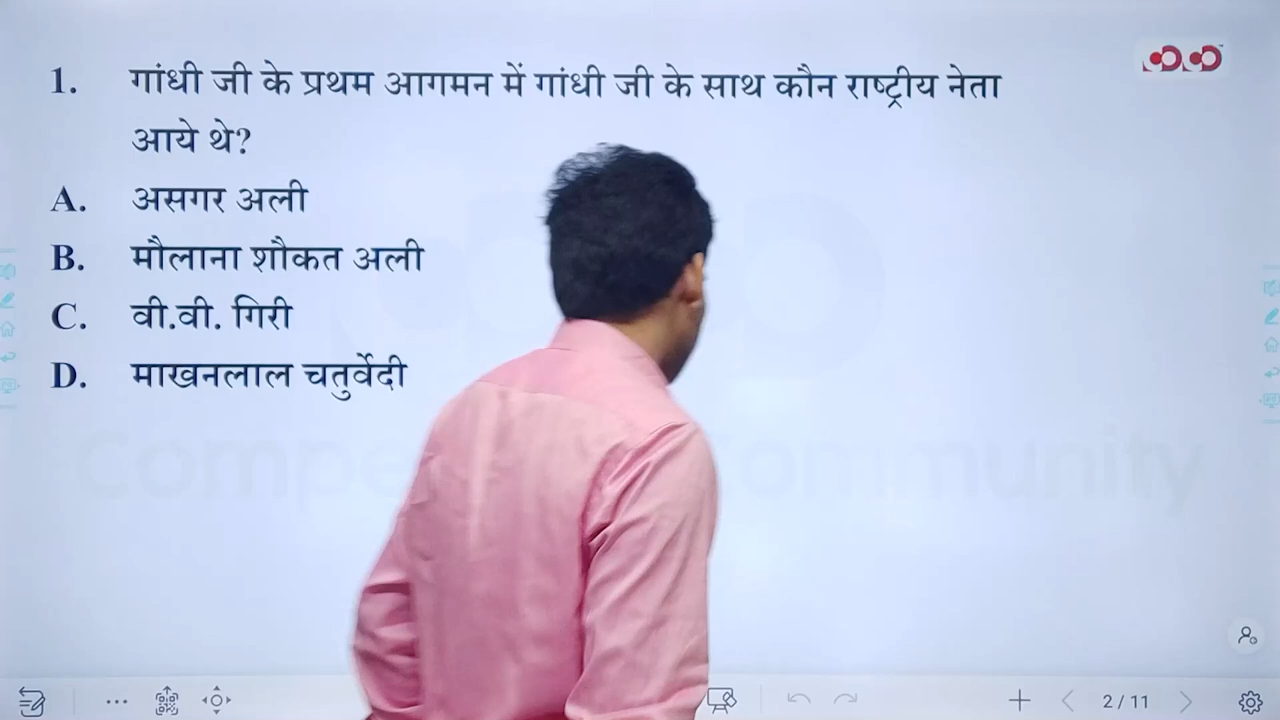 1. गांधी जी के प्रथम आगमन में गांधी जी के साथ कौन राष्ट्रीय नेता
आये थे?
A. असगर अली
B. मौलाना शौकत अली
C. वी.वी. गिरी
D. माखनलाल चतुर्वेदी
2 / 11